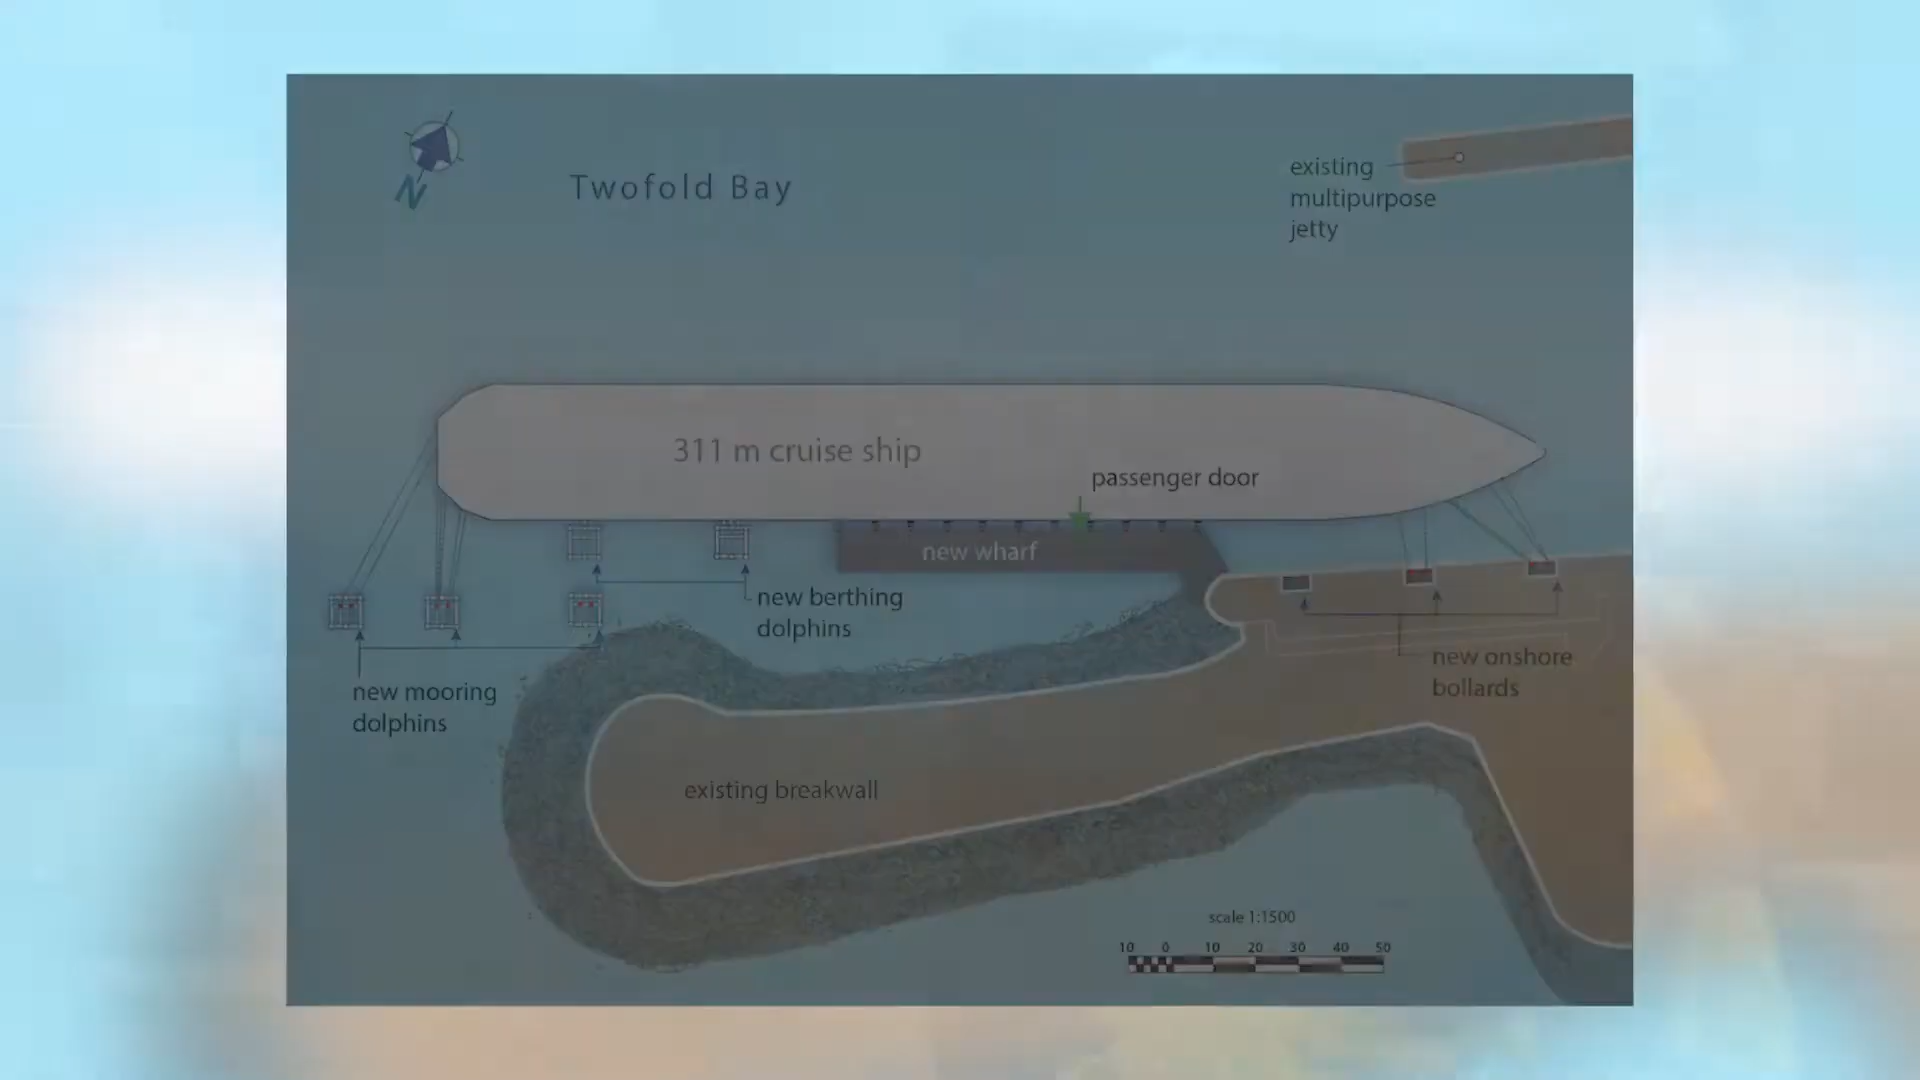 N
Twofold Bay
existing
multipurpose
jetty
311 m cruise ship
passenger door
new wharf
new berthing
dolphins
new mooring
dolphins
new onshore
bollards
existing breakwall
scale 1:1500
10 0 10 20 30 40 50